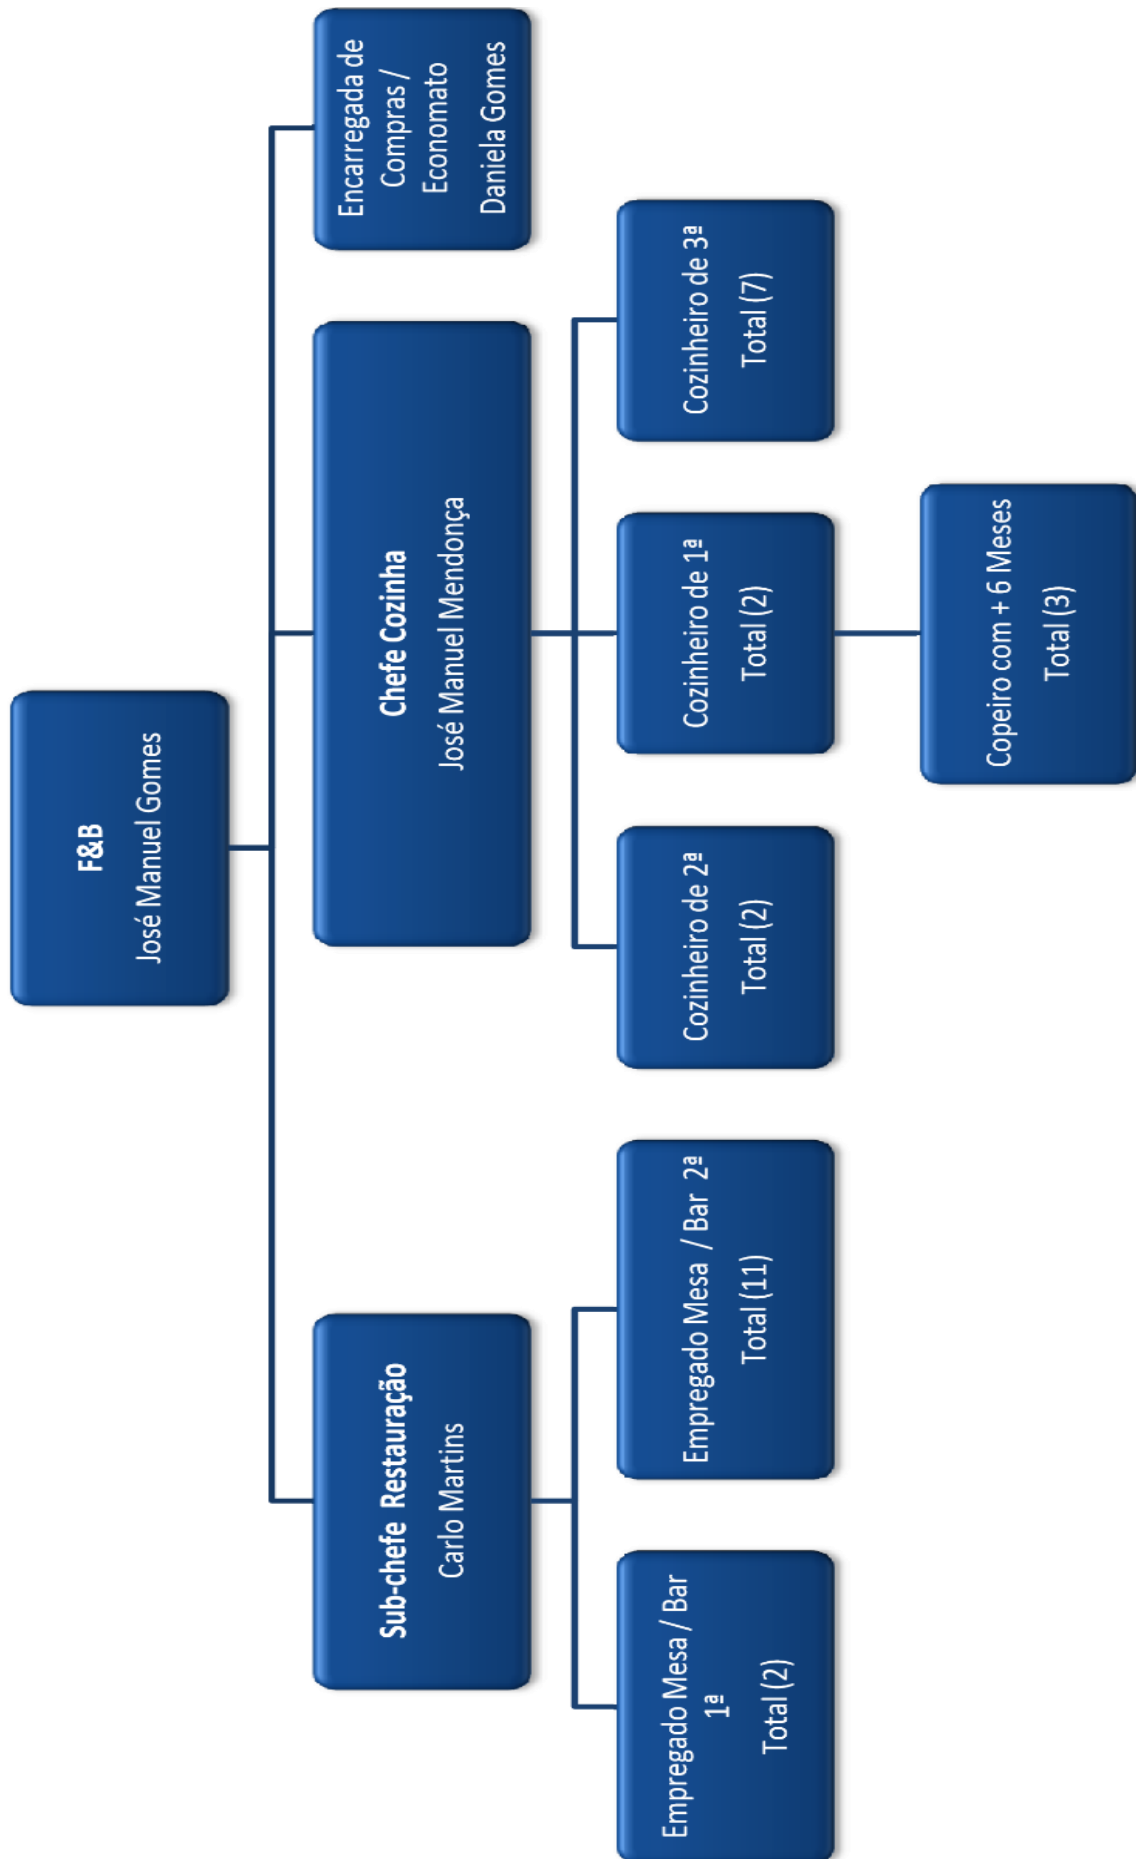 F&B
José Manuel Gomes
Sub-chefe Restauração
Carlo Martins
Chefe Cozinha
José Manuel Mendonça
Encarregada de
Compras /
Economato
Daniela Gomes
Empregado Mesa / Bar
1ª
Total (2)
Empregado Mesa / Bar 2ª
Total (11)
Cozinheiro de 2ª
Total (2)
Cozinheiro de 1ª
Total (2)
Cozinheiro de 3ª
Total (7)
Copeiro com + 6 Meses
Total (3)